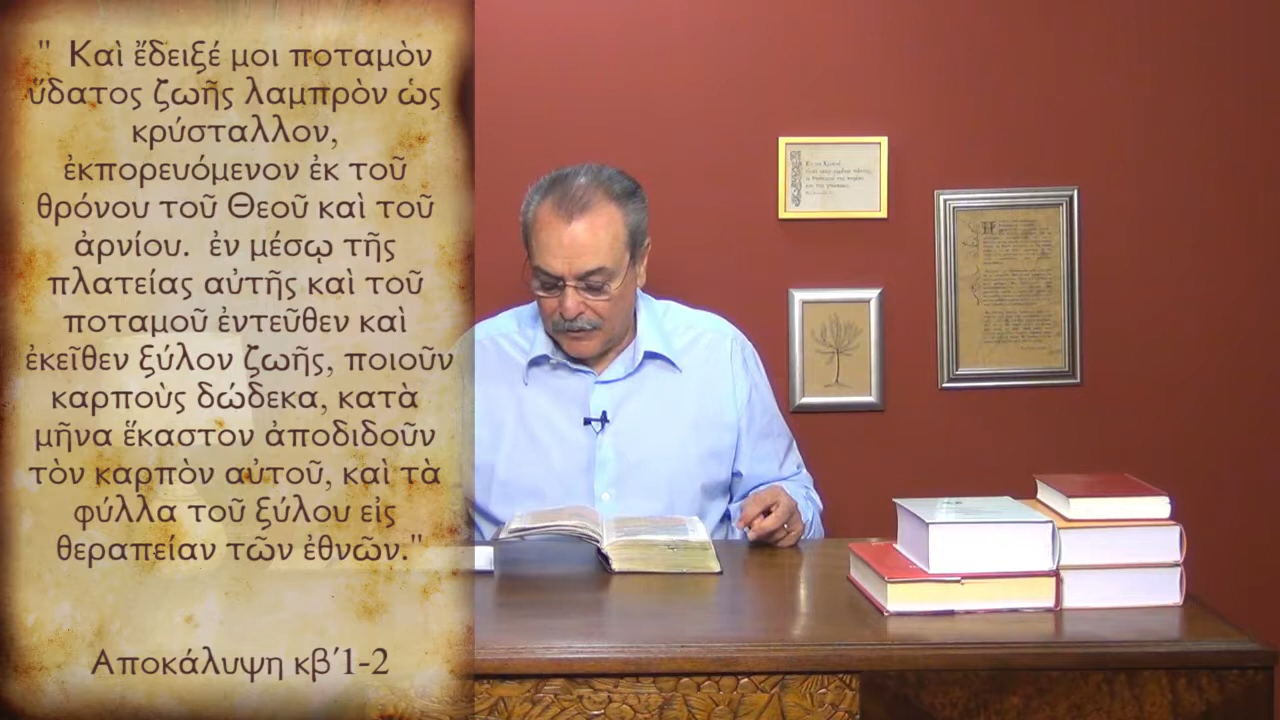 "  Καὶ ἔδειξέ μοι ποταμὸν
ὕδατος ζωῆς λαμπρὸν ὡς
κρύσταλλον,
ἐκπορευόμενον ἐκ τοῦ
θρόνου τοῦ Θεοῦ καὶ τοῦ
ἀρνίου.  ἐν μέσῳ τῆς
πλατείας αὐτῆς καὶ τοῦ
ποταμοῦ ἐντεῦθεν καὶ
ἐκεῖθεν ξύλον ζωῆς, ποιοῦν
καρποὺς δώδεκα, κατὰ
μῆνα ἕκαστον ἀποδιδοῦν
τὸν καρπὸν αὐτοῦ, καὶ τὰ
φύλλα τοῦ ξύλου εἰς
θεραπείαν τῶν ἐθνῶν."
Αποκάλυψη κβ΄1-2